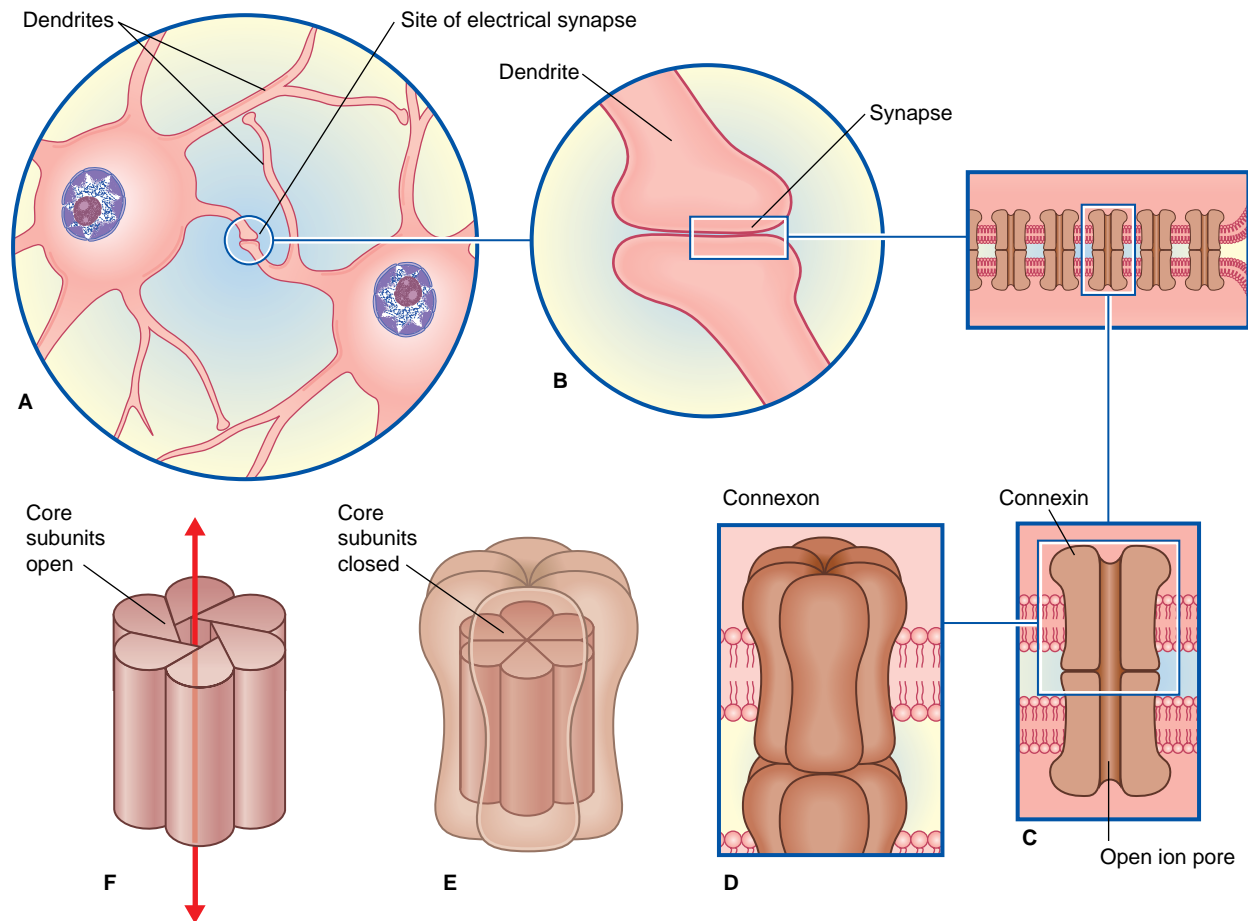 Dendrites
Site of electrical synapse
A
Dendrite
Synapse
B
Connexin
Open ion pore
C
Connexon
D
Core
subunits
closed
E
Core
subunits
open
F